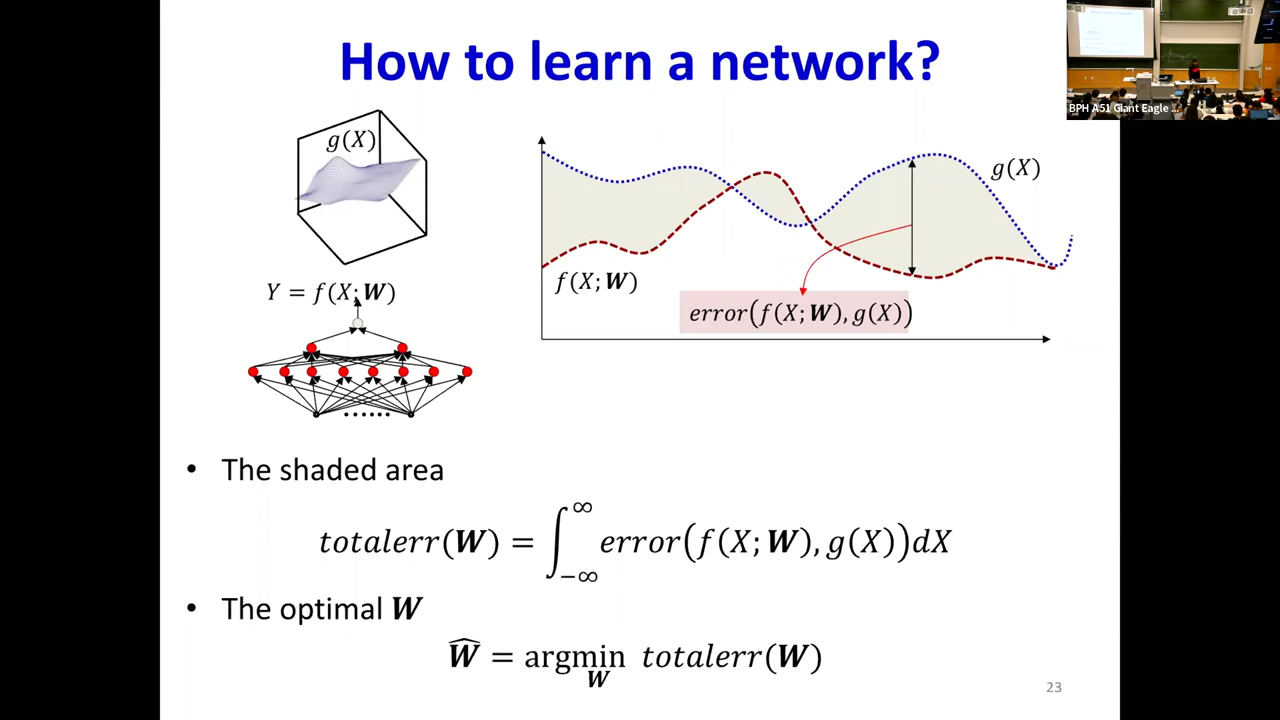 How to learn a network?
BPH A51 Giant Eagle ...
g(X)
g(X)
Y = f(X; W)
f(X; W)
error(f(X; W), g(X))
• The shaded area
totalerr(W) = ∫_{-∞}^{∞} error(f(X; W), g(X))dX
• The optimal W
Ŵ = argmin_W totalerr(W)
23